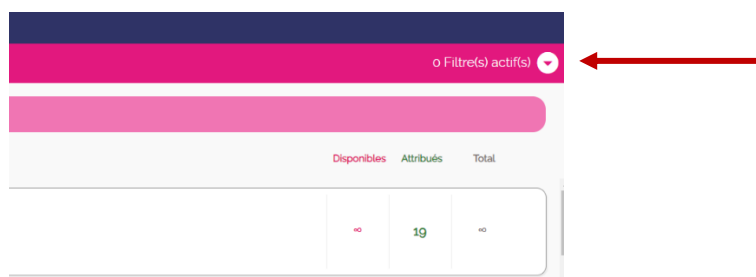 0 Filtre(s) actif(s)
Disponibles Attribués Total
∞ 19 ∞